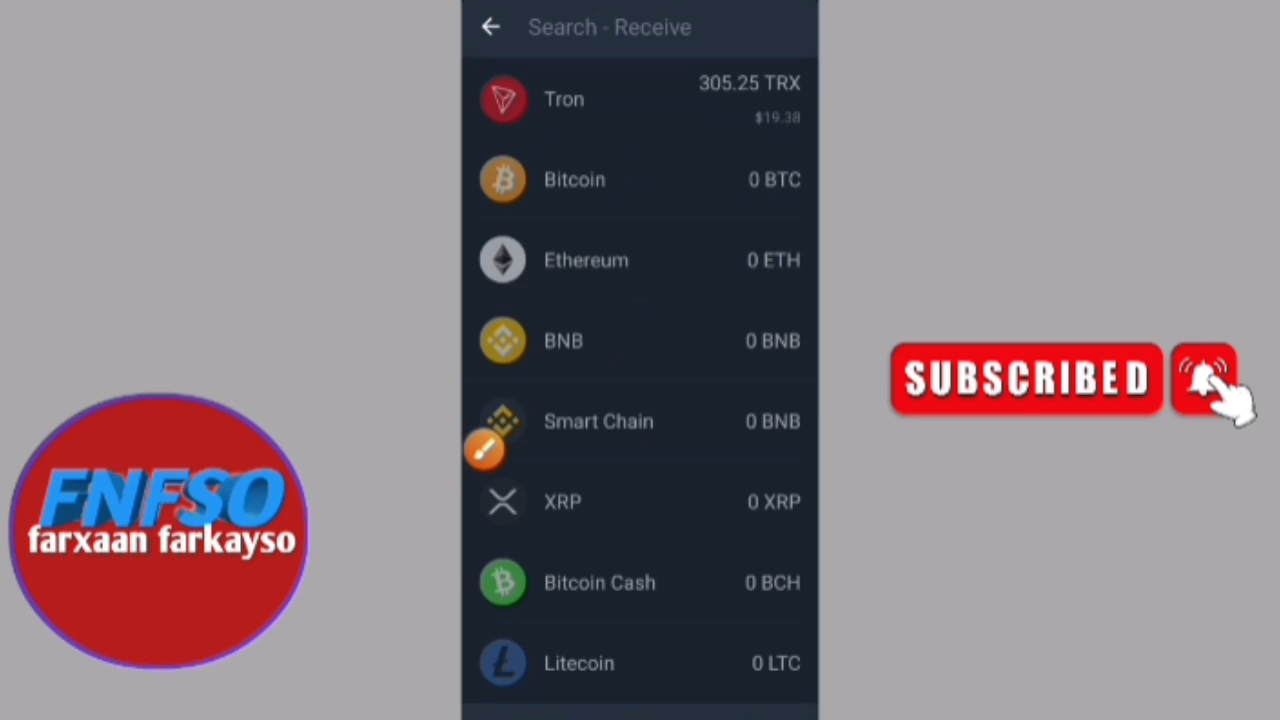 Search - Receive
Tron 305.25 TRX
$19.38
Bitcoin 0 BTC
Ethereum 0 ETH
BNB 0 BNB
Smart Chain 0 BNB
XRP 0 XRP
Bitcoin Cash 0 BCH
Litecoin 0 LTC
FNFSO
farxaan farkayso
SUBSCRIBED